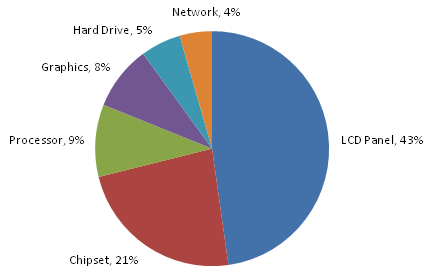 Network, 4%
Hard Drive, 5%
Graphics, 8%
Processor, 9%
LCD Panel, 43%
Chipset, 21%